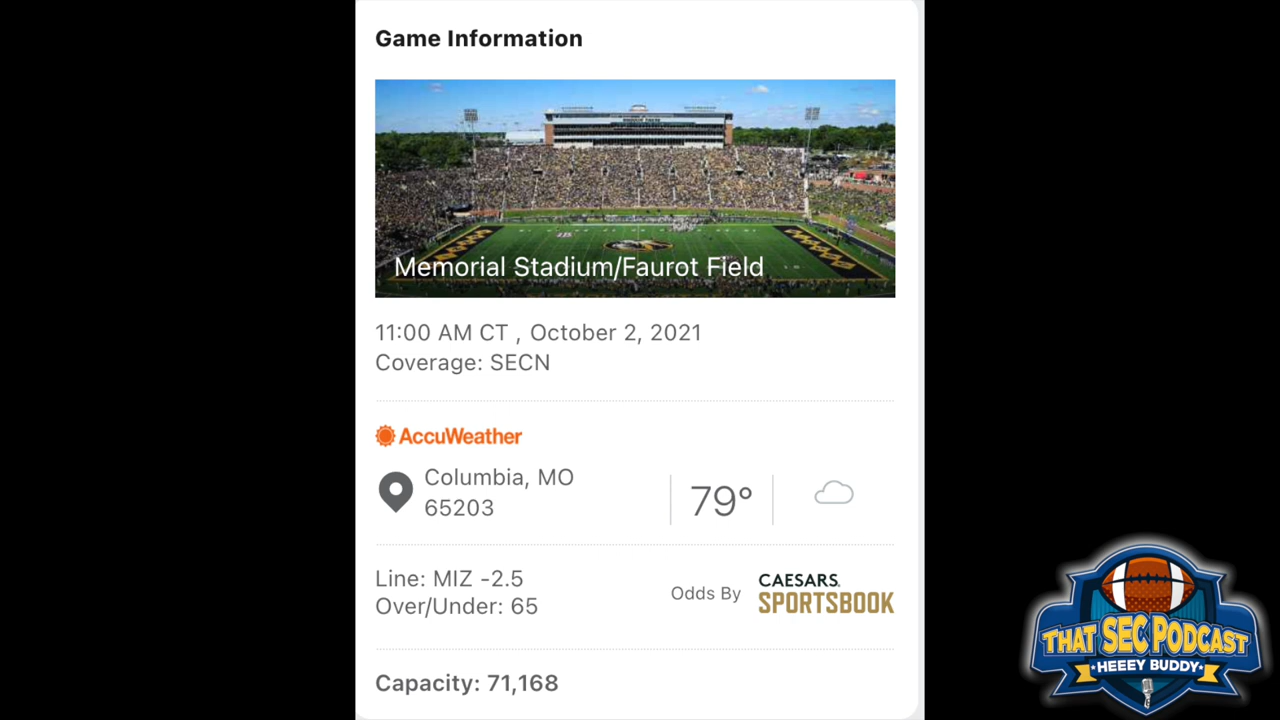 Game Information
Memorial Stadium/Faurot Field
11:00 AM CT , October 2, 2021
Coverage: SECN
AccuWeather
Columbia, MO
65203
79°
Line: MIZ -2.5
Over/Under: 65
Odds By
CAESARS
SPORTSBOOK
Capacity: 71,168
THAT SEC PODCAST
HEEEY BUDDY